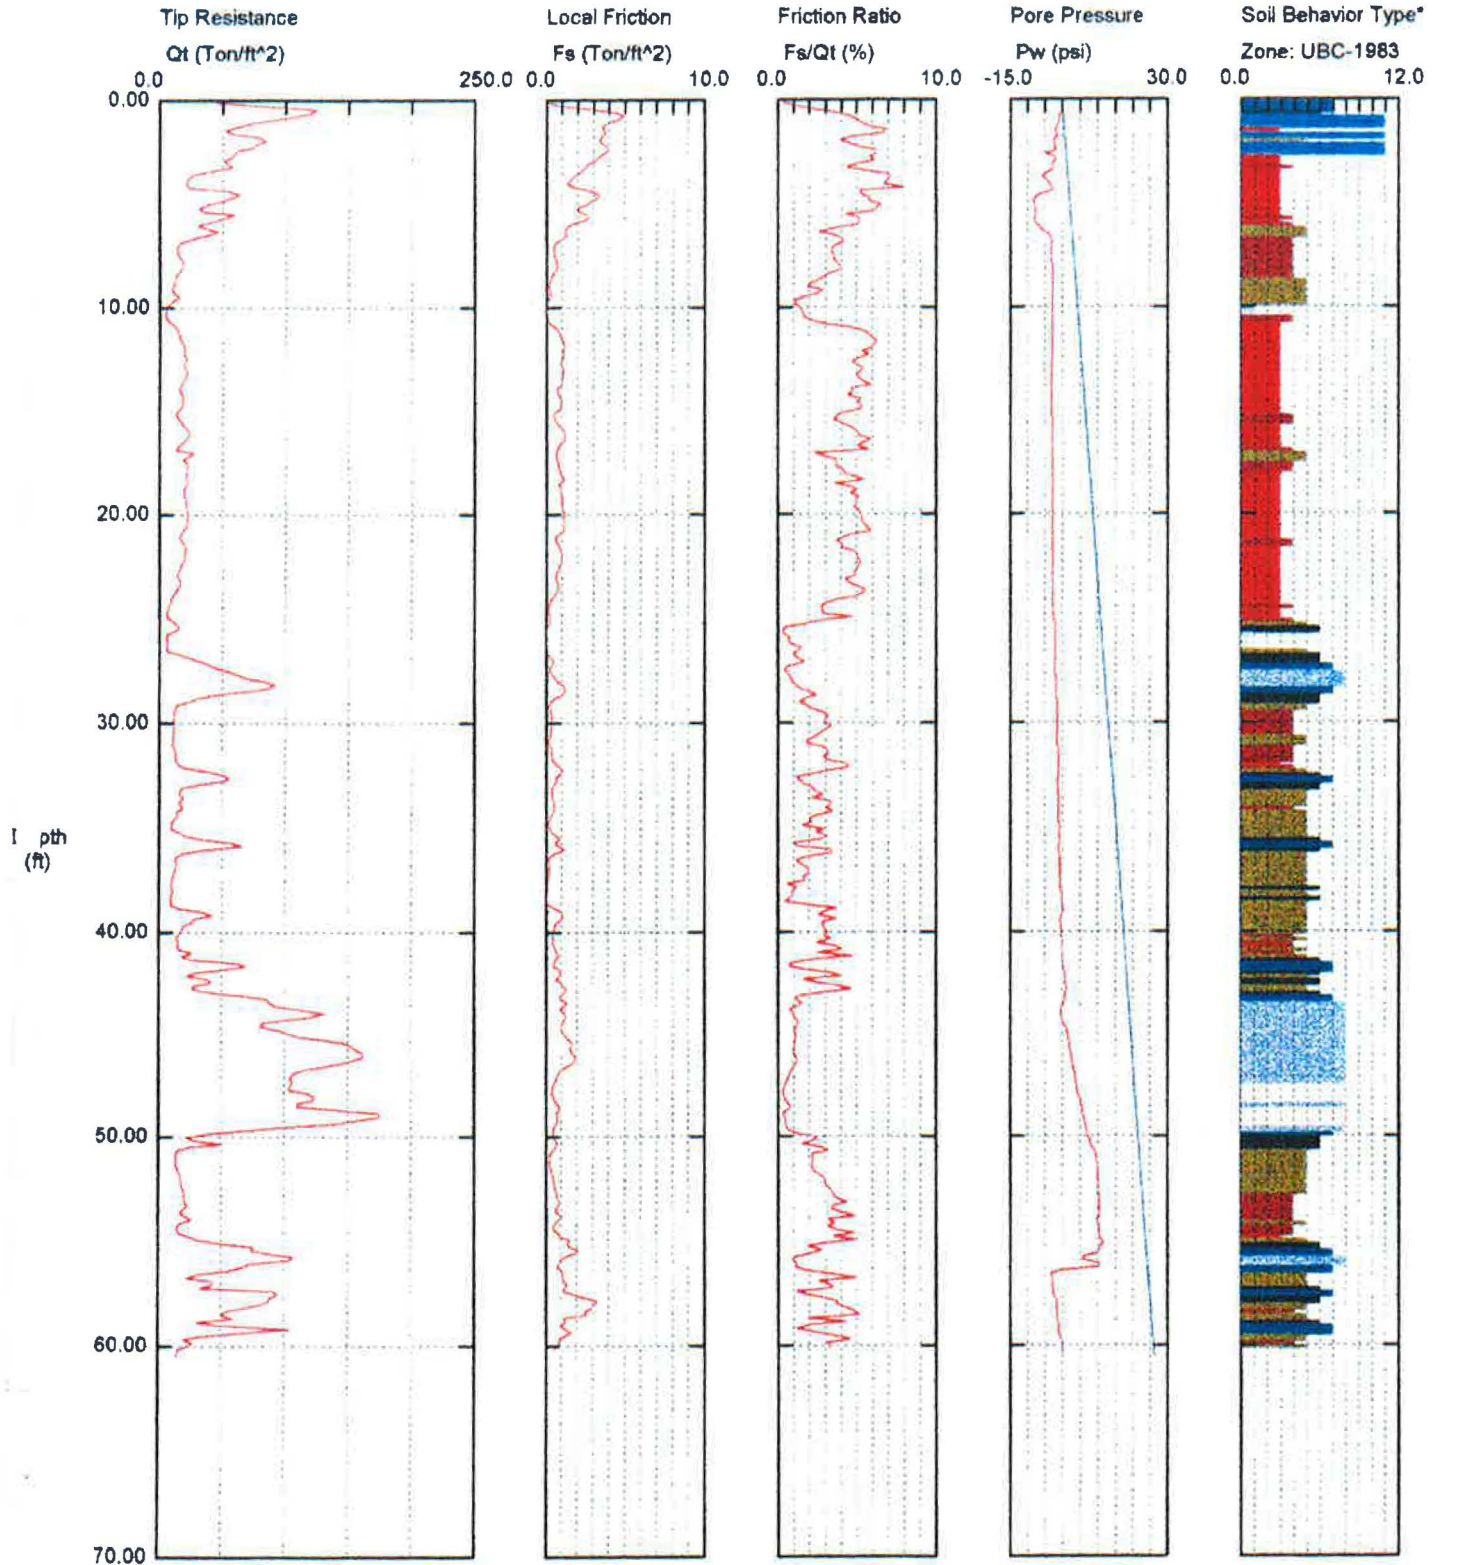 Tip Resistance
Qt (Ton/ft^2)
0.0 250.0
Local Friction
Fs (Ton/ft^2)
0.0 10.0
Friction Ratio
Fs/Qt (%)
0.0 10.0
Pore Pressure
Pw (psi)
-15.0 30.0
Soil Behavior Type*
Zone: UBC-1983
0.0 12.0
0.00
10.00
20.00
30.00
I pth
(ft)
40.00
50.00
60.00
70.00